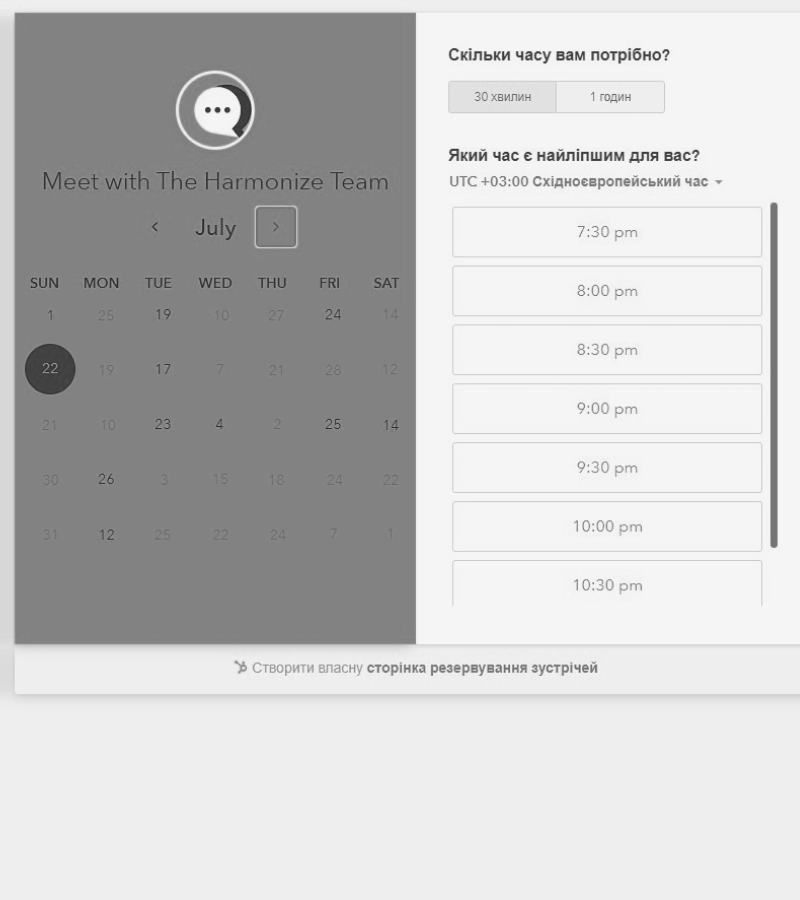 Meet with The Harmonize Team
July
SUN MON TUE WED THU FRI SAT
1 25 19 10 27 24 14
22 19 17 7 21 28 12
21 10 23 4 2 25 14
30 26 3 15 18 24 22
31 12 25 22 24 7 1
Скільки часу вам потрібно?
30 хвилин 1 годин
Який час є найліпшим для вас?
UTC +03:00 Східноєвропейський час
7:30 pm
8:00 pm
8:30 pm
9:00 pm
9:30 pm
10:00 pm
10:30 pm
Створити власну сторінка резервування зустрічей